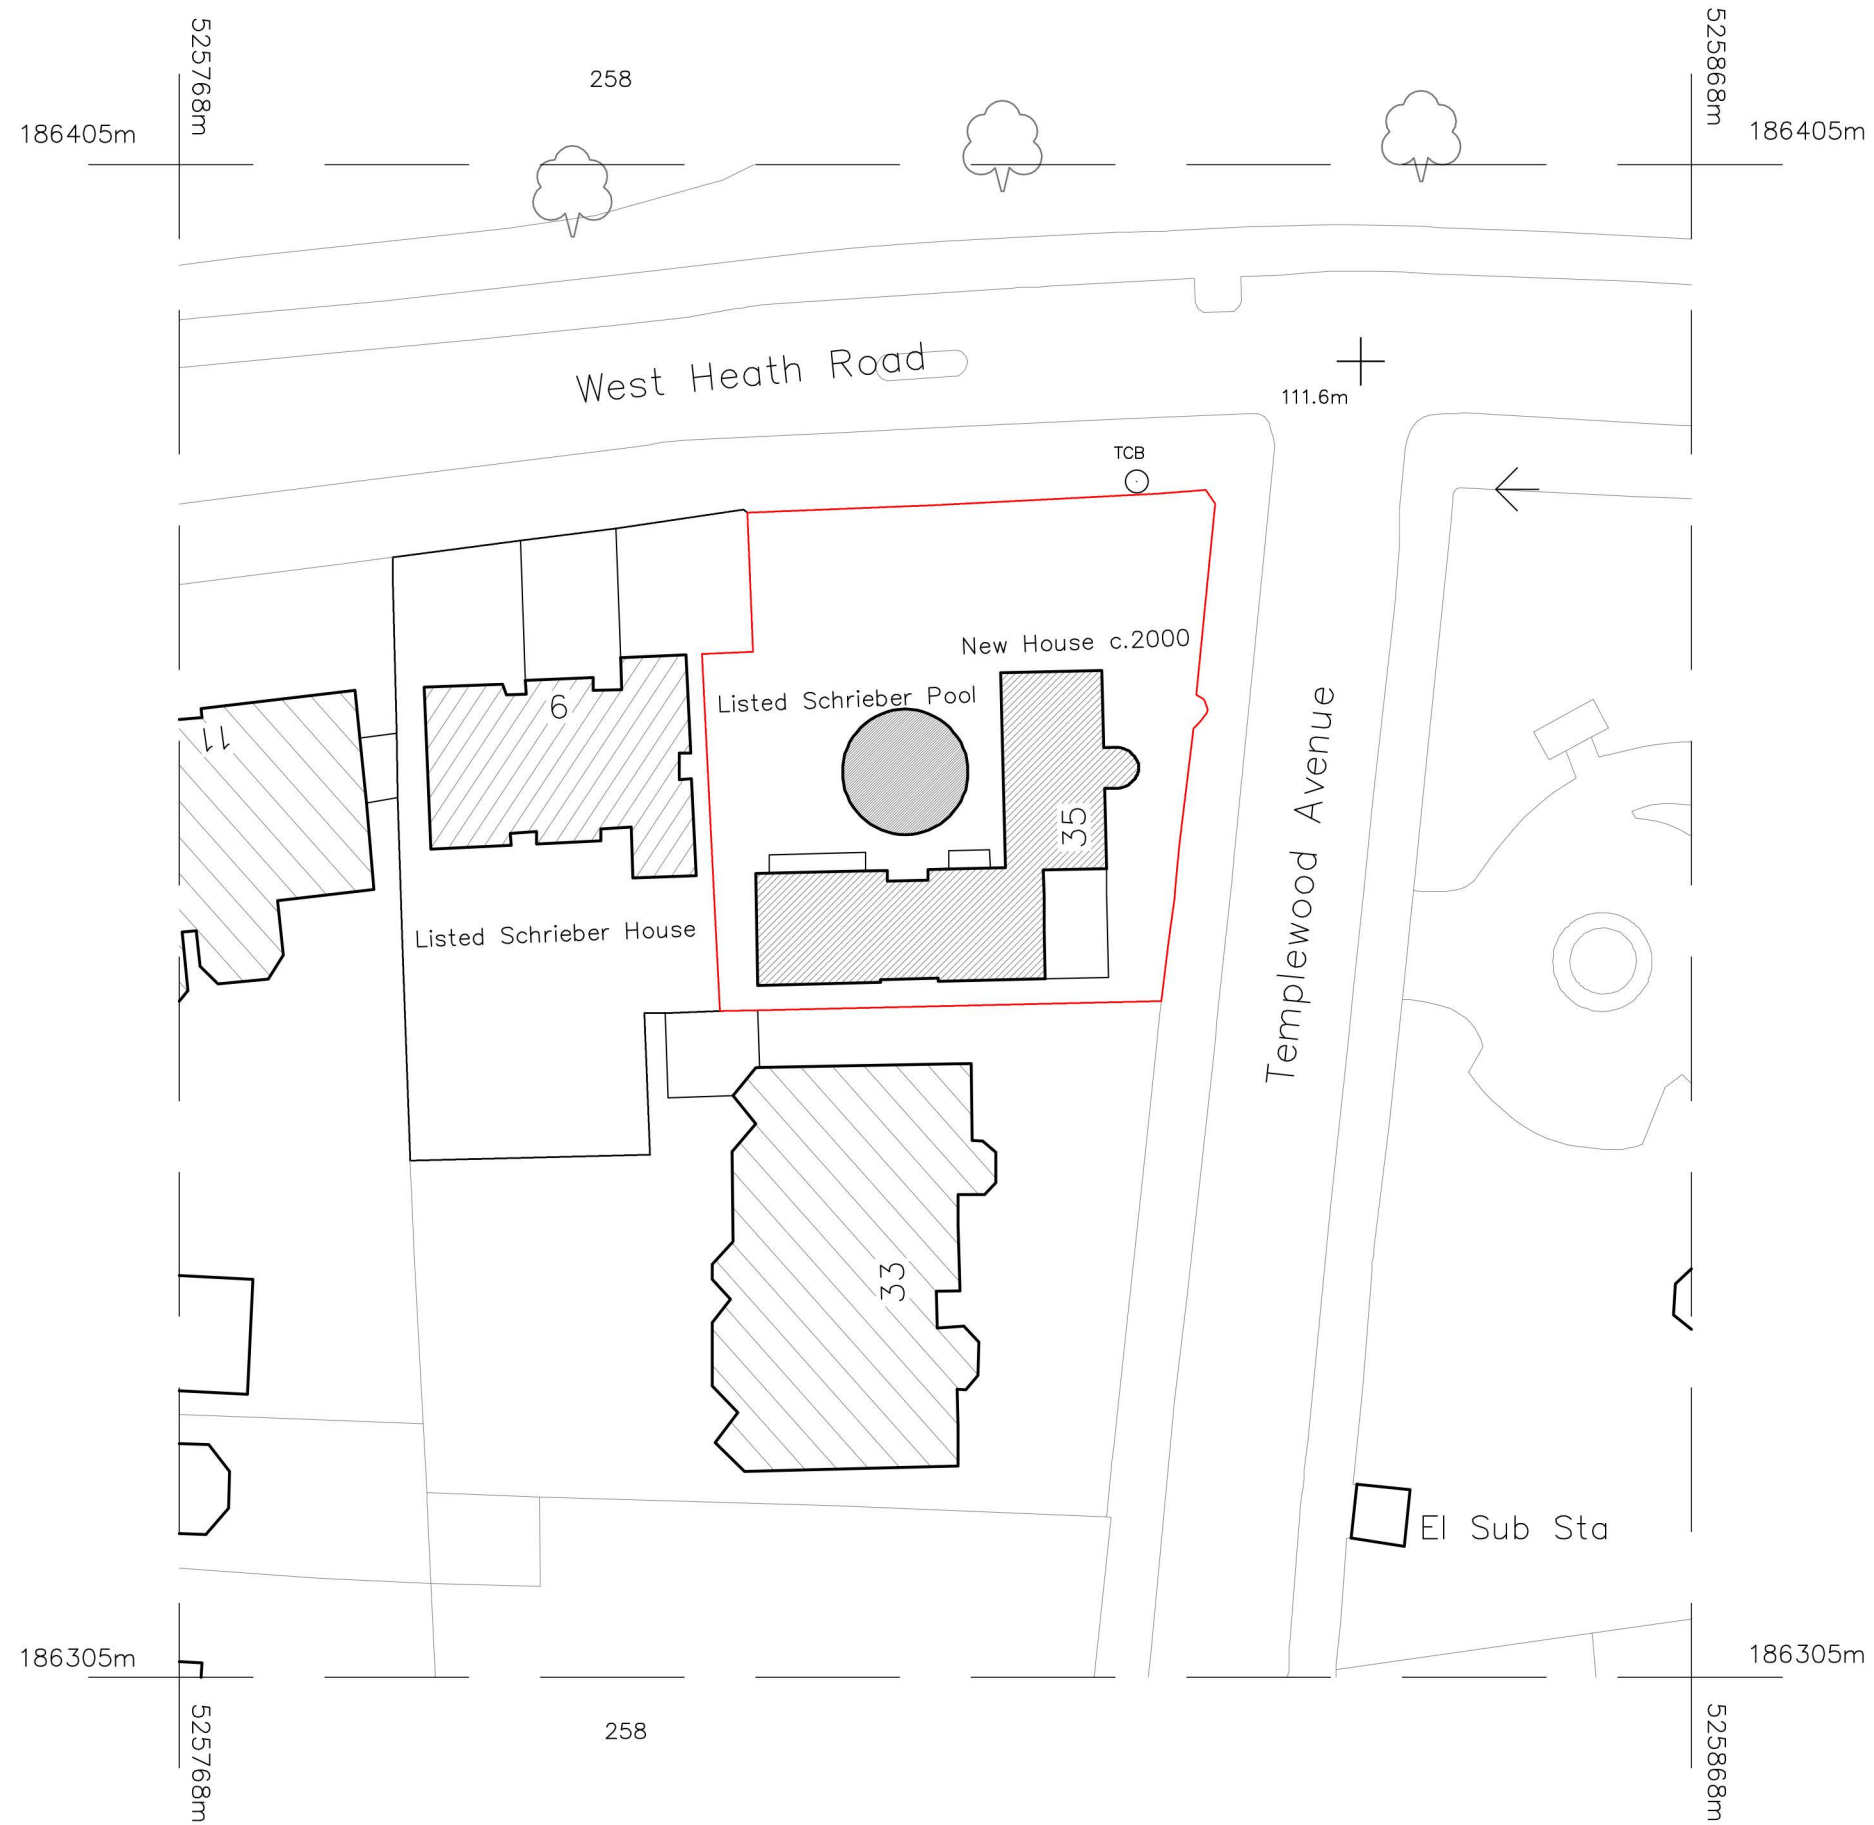 525768m
258
525868m
186405m
186405m
West Heath Road
111.6m
TCB
New House c.2000
Listed Schrieber Pool
9
11
35
Templewood Avenue
Listed Schrieber House
33
El Sub Sta
186305m
186305m
525768m
258
525868m